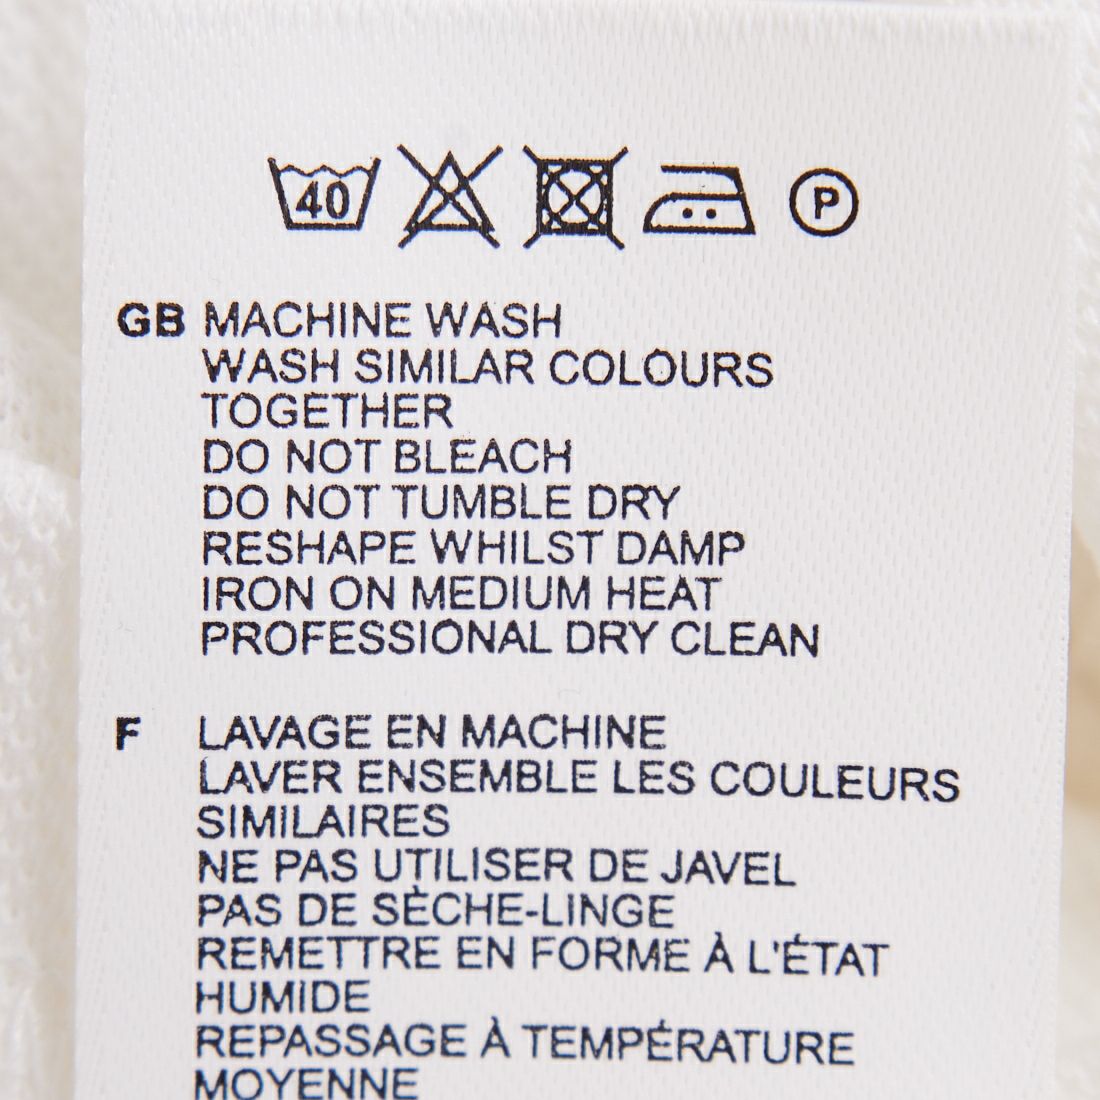 40
P
GB MACHINE WASH
WASH SIMILAR COLOURS
TOGETHER
DO NOT BLEACH
DO NOT TUMBLE DRY
RESHAPE WHILST DAMP
IRON ON MEDIUM HEAT
PROFESSIONAL DRY CLEAN
F LAVAGE EN MACHINE
LAVER ENSEMBLE LES COULEURS
SIMILAIRES
NE PAS UTILISER DE JAVEL
PAS DE SÈCHE-LINGE
REMETTRE EN FORME À L'ÉTAT
HUMIDE
REPASSAGE À TEMPÉRATURE
MOYENNE